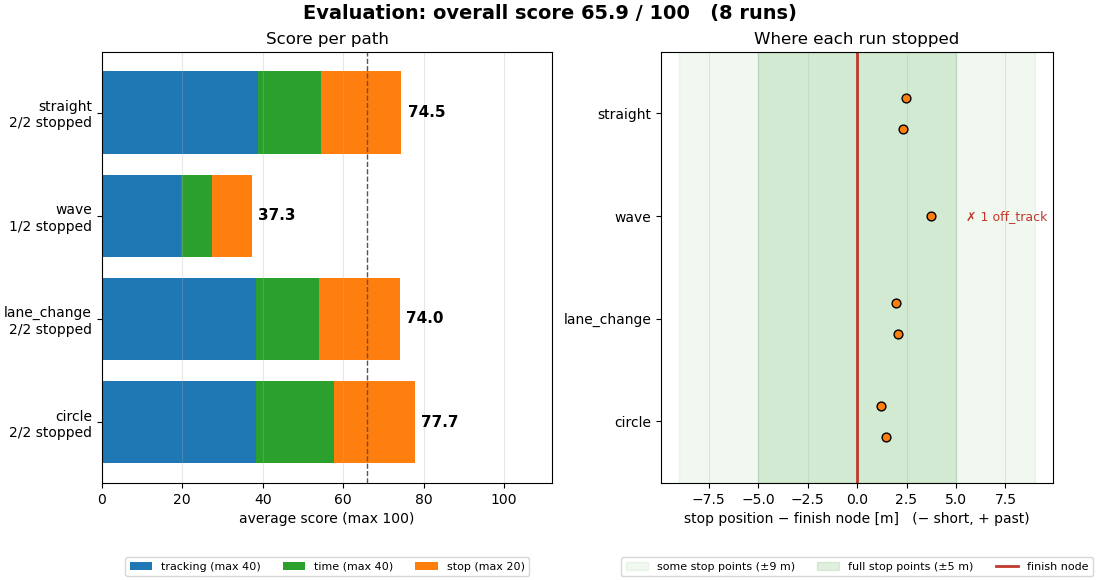 Evaluation: overall score 65.9 / 100   (8 runs)
Score per path
straight
2/2 stopped
74.5
wave
1/2 stopped
37.3
lane_change
2/2 stopped
74.0
circle
2/2 stopped
77.7
0 20 40 60 80 100
average score (max 100)
tracking (max 40) time (max 40) stop (max 20)
Where each run stopped
straight
wave
✗ 1 off_track
lane_change
circle
−7.5 −5.0 −2.5 0.0 2.5 5.0 7.5
stop position − finish node [m]   (− short, + past)
some stop points (±9 m) full stop points (±5 m) finish node